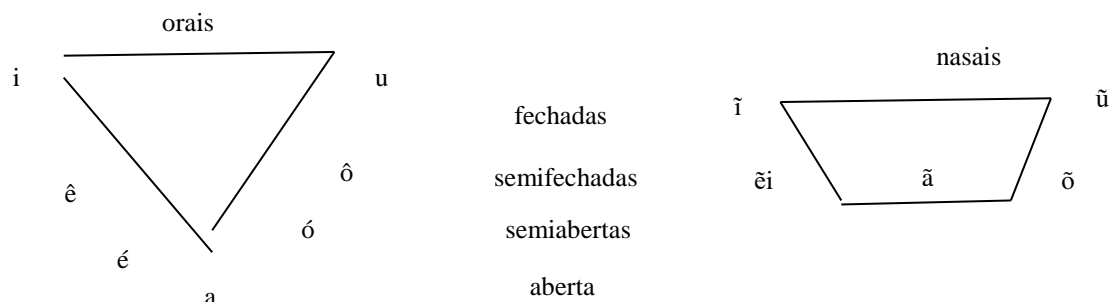 orais
nasais
i u fechadas ĩ ũ
ê ô semifechadas ẽi ã õ
é ó semiabertas
a aberta